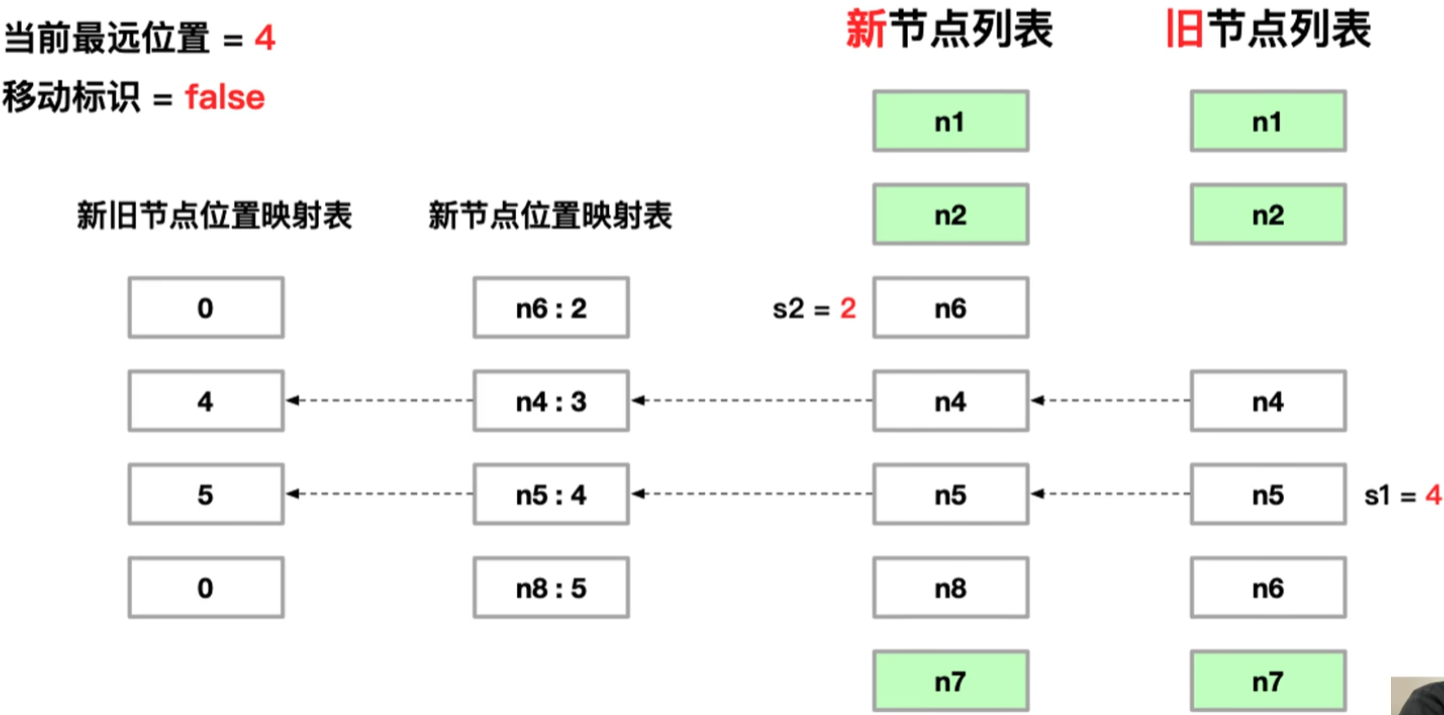 当前最远位置 = 4
移动标识 = false
新节点列表
旧节点列表
n1
n1
新旧节点位置映射表
新节点位置映射表
n2
n2
0
n6 : 2
s2 = 2
n6
4
n4 : 3
n4
n4
5
n5 : 4
n5
n5
s1 = 4
0
n8 : 5
n8
n6
n7
n7